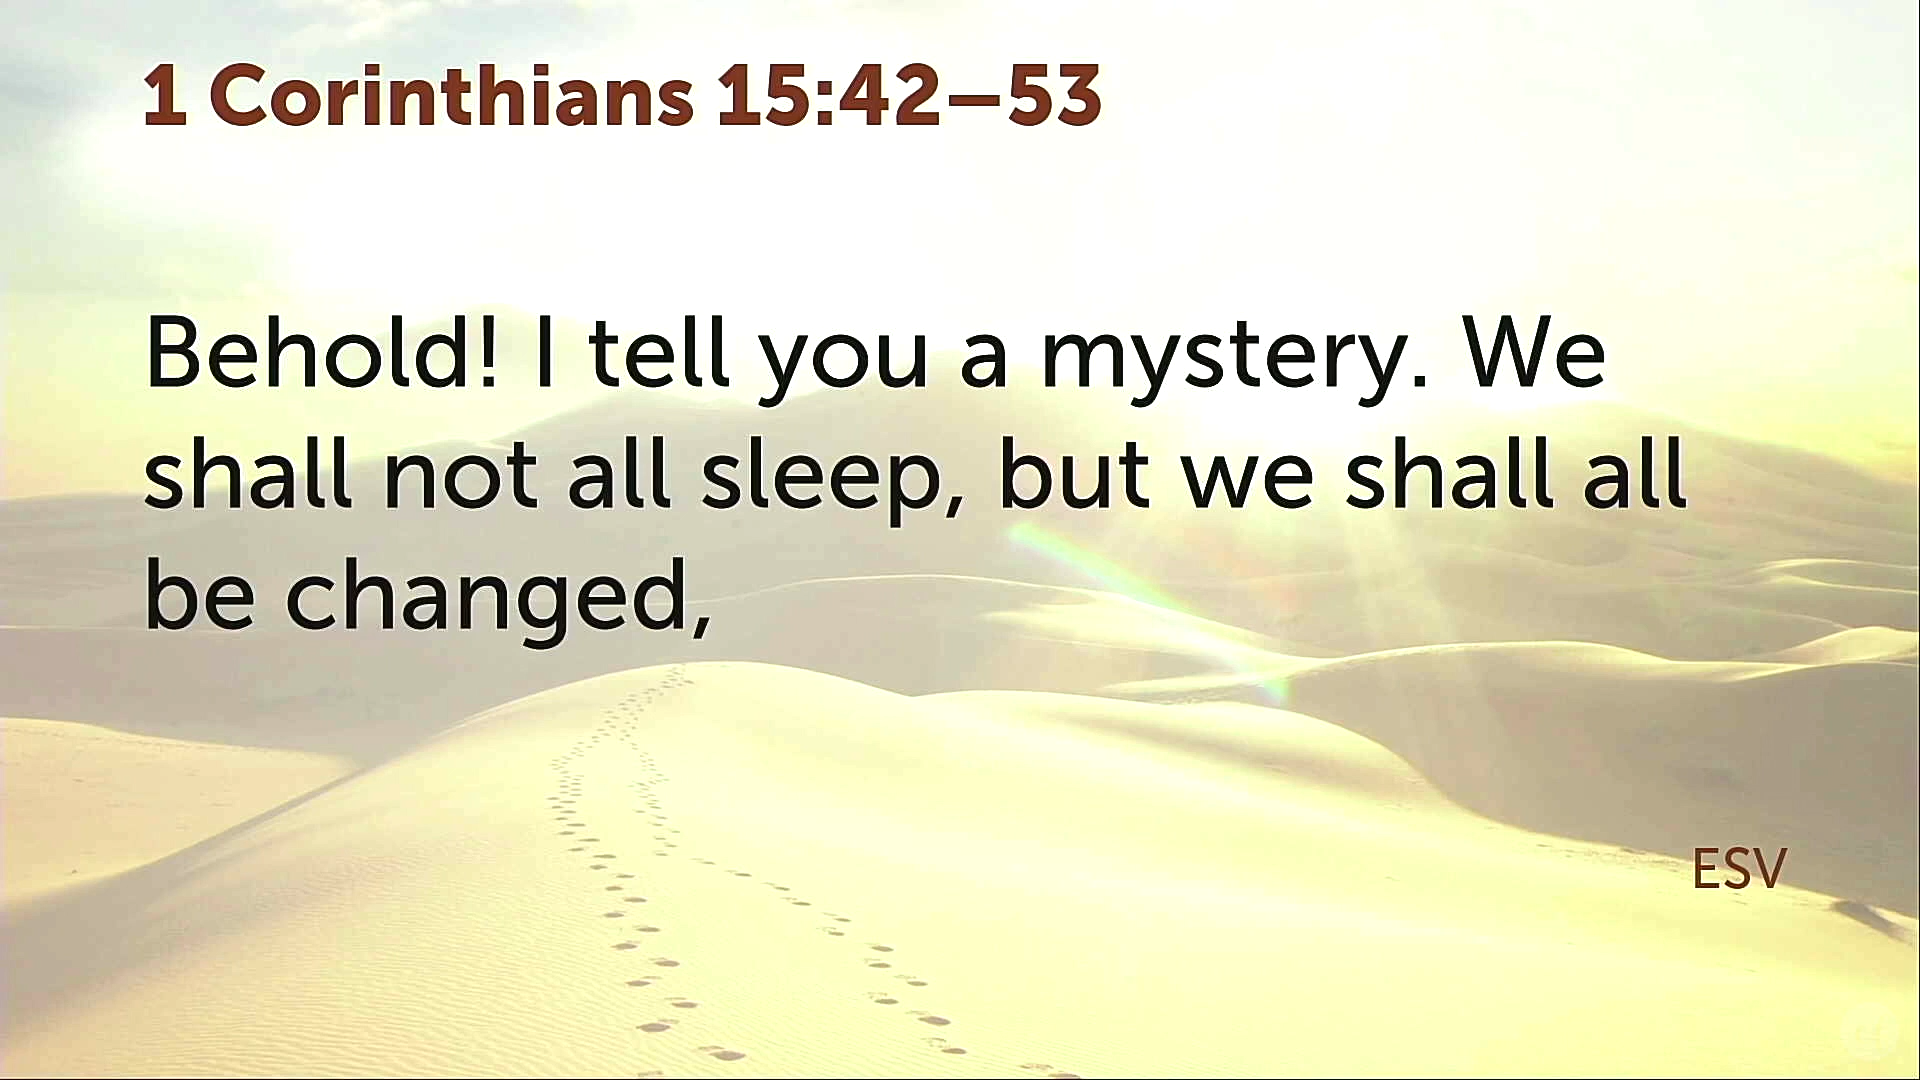 1 Corinthians 15:42–53
Behold! I tell you a mystery. We
shall not all sleep, but we shall all
be changed,
ESV